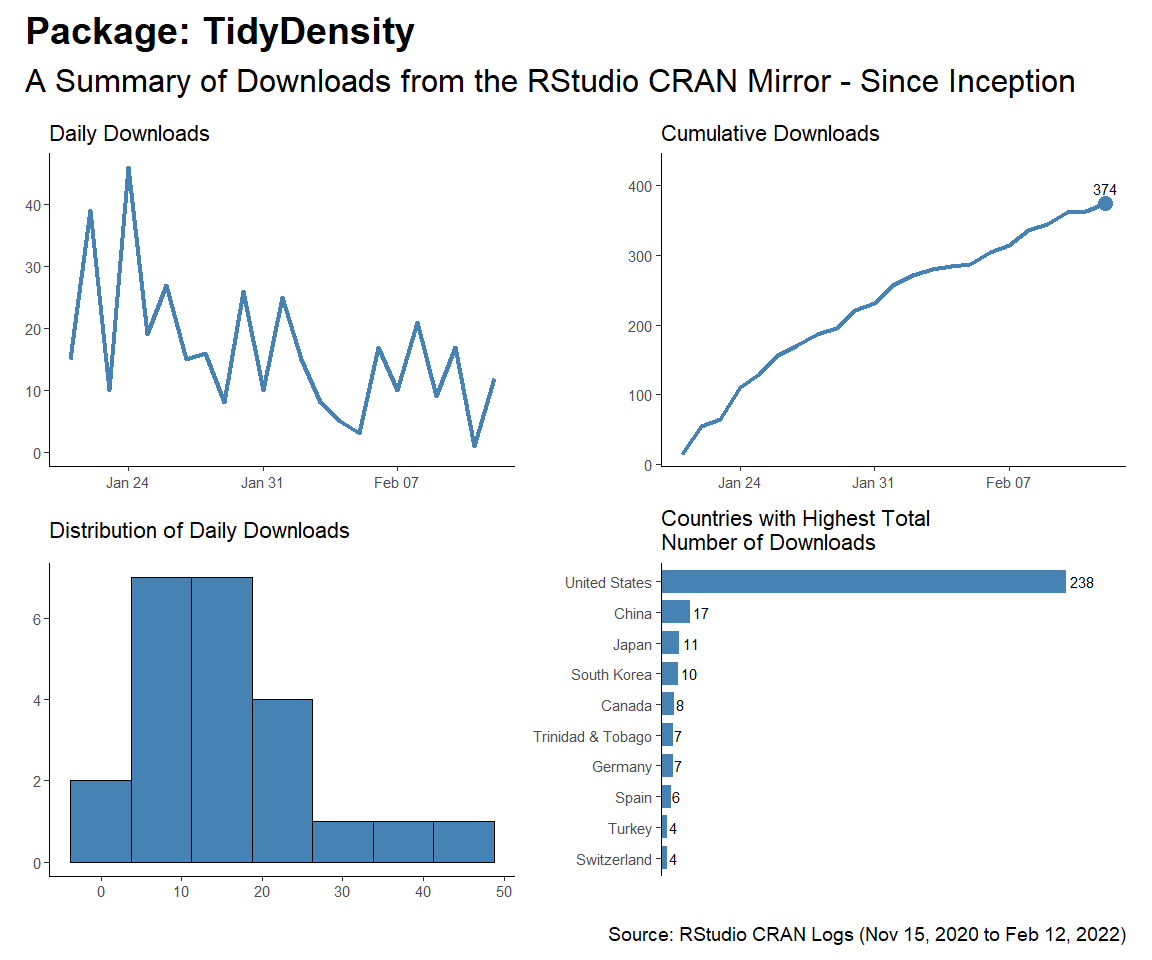 Package: TidyDensity
A Summary of Downloads from the RStudio CRAN Mirror - Since Inception
Daily Downloads
40
30
20
10
0
Jan 24 Jan 31 Feb 07
Cumulative Downloads
400
300
200
100
0
374
Jan 24 Jan 31 Feb 07
Distribution of Daily Downloads
6
4
2
0
0 10 20 30 40 50
Countries with Highest Total
Number of Downloads
United States 238
China 17
Japan 11
South Korea 10
Canada 8
Trinidad & Tobago 7
Germany 7
Spain 6
Turkey 4
Switzerland 4
Source: RStudio CRAN Logs (Nov 15, 2020 to Feb 12, 2022)